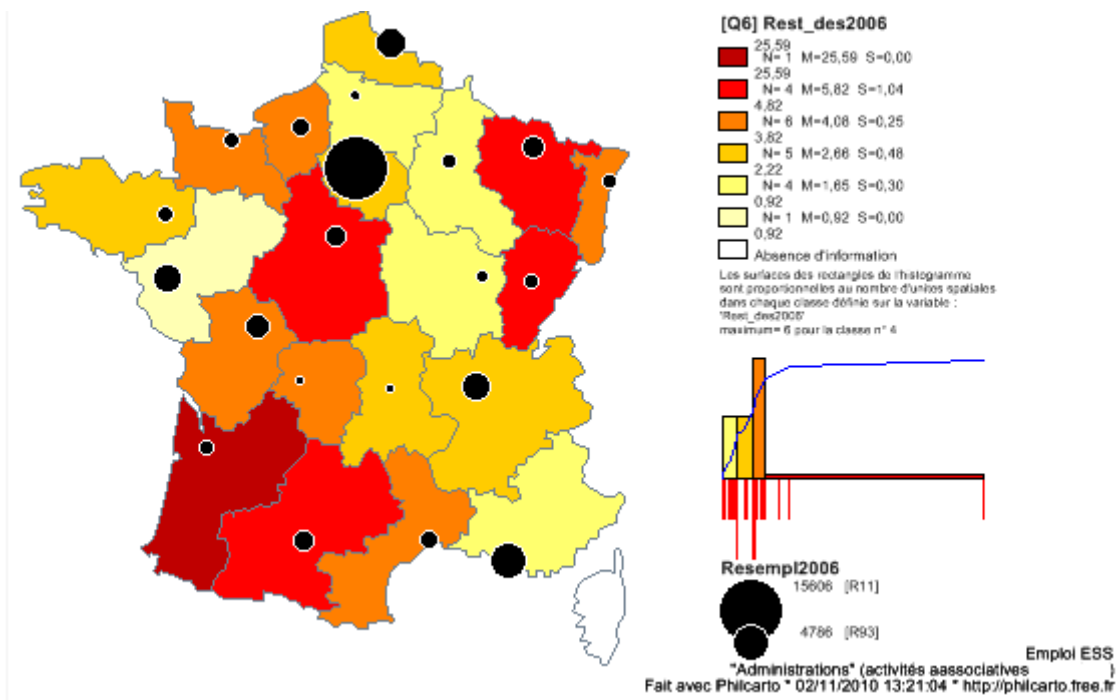 [Q6] Rest_des2006
25,59
N= 1 M=25,59 S=0,00
25,59
N= 4 M=5,82 S=1,04
4,82
N= 6 M=4,08 S=0,25
3,82
N= 5 M=2,66 S=0,48
2,22
N= 4 M=1,65 S=0,30
0,92
N= 1 M=0,92 S=0,00
0,92
Absence d'information
Les surfaces des rectangles de l'histogramme
sont proportionnelles au nombre d'unites spatiales
dans chaque classe définie sur la variable :
'Rest_des2006'
maximum= 6 pour la classe n° 4
Resempl2006
15606 [R11]
4786 [R93]
Emploi ESS
"Administrations" (activités aassociatives )
Fait avec Philcarto * 02/11/2010 13:21:04 * http://philcarto.free.fr